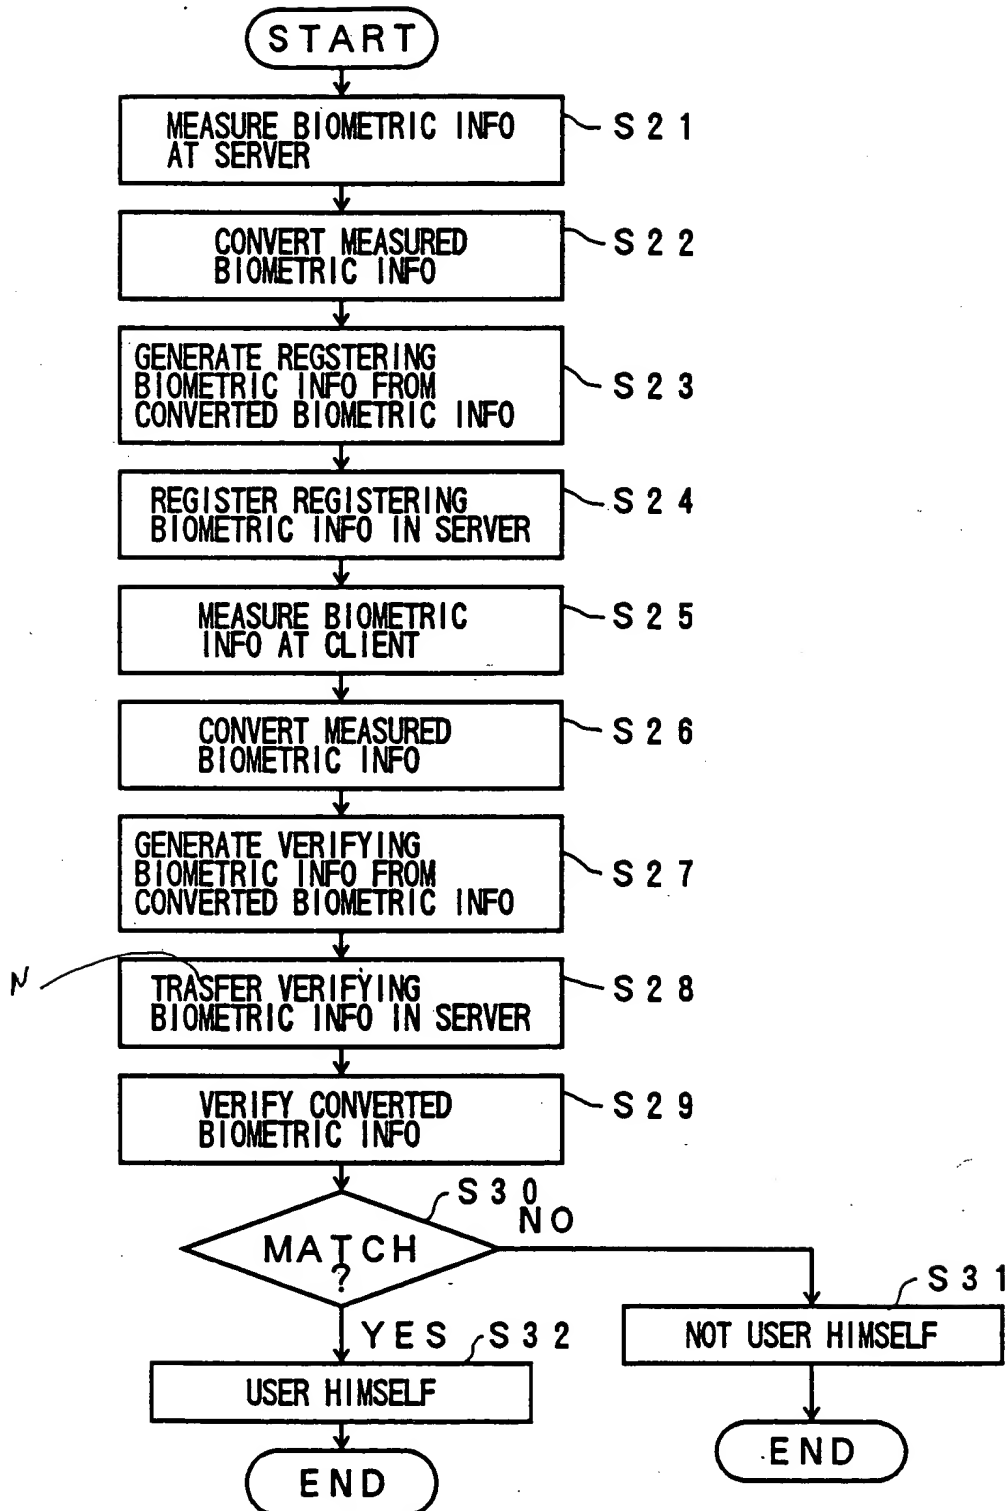 START
MEASURE BIOMETRIC INFO
AT SERVER
S21
CONVERT MEASURED
BIOMETRIC INFO
S22
GENERATE REGSTERING
BIOMETRIC INFO FROM
CONVERTED BIOMETRIC INFO
S23
REGISTER REGISTERING
BIOMETRIC INFO IN SERVER
S24
MEASURE BIOMETRIC
INFO AT CLIENT
S25
CONVERT MEASURED
BIOMETRIC INFO
S26
GENERATE VERIFYING
BIOMETRIC INFO FROM
CONVERTED BIOMETRIC INFO
S27
N
TRASFER VERIFYING
BIOMETRIC INFO IN SERVER
S28
VERIFY CONVERTED
BIOMETRIC INFO
S29
S30
NO
MATCH
?
S31
NOT USER HIMSELF
YES
S32
USER HIMSELF
END
END